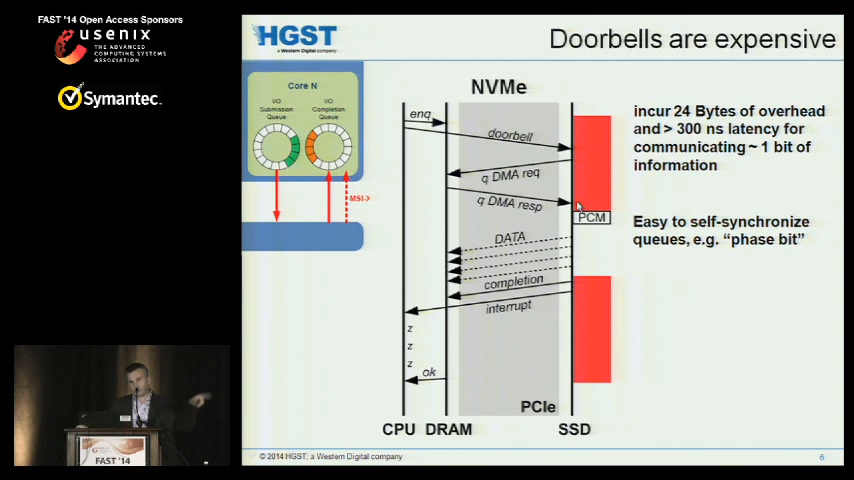 FAST '14 Open Access Sponsors
usenix
THE ADVANCED
COMPUTING SYSTEMS
ASSOCIATION
Symantec.
FAST '14
HGST
a Western Digital company
Doorbells are expensive
Core N
I/O
Submission
Queue
I/O
Completion
Queue
MSI->
NVMe
enq
doorbell
q DMA req
q DMA resp
PCM
DATA
completion
interrupt
z
z
z
ok
PCIe
CPU DRAM SSD
incur 24 Bytes of overhead
and > 300 ns latency for
communicating ~ 1 bit of
information
Easy to self-synchronize
queues, e.g. "phase bit"
© 2014 HGST, a Western Digital company
6